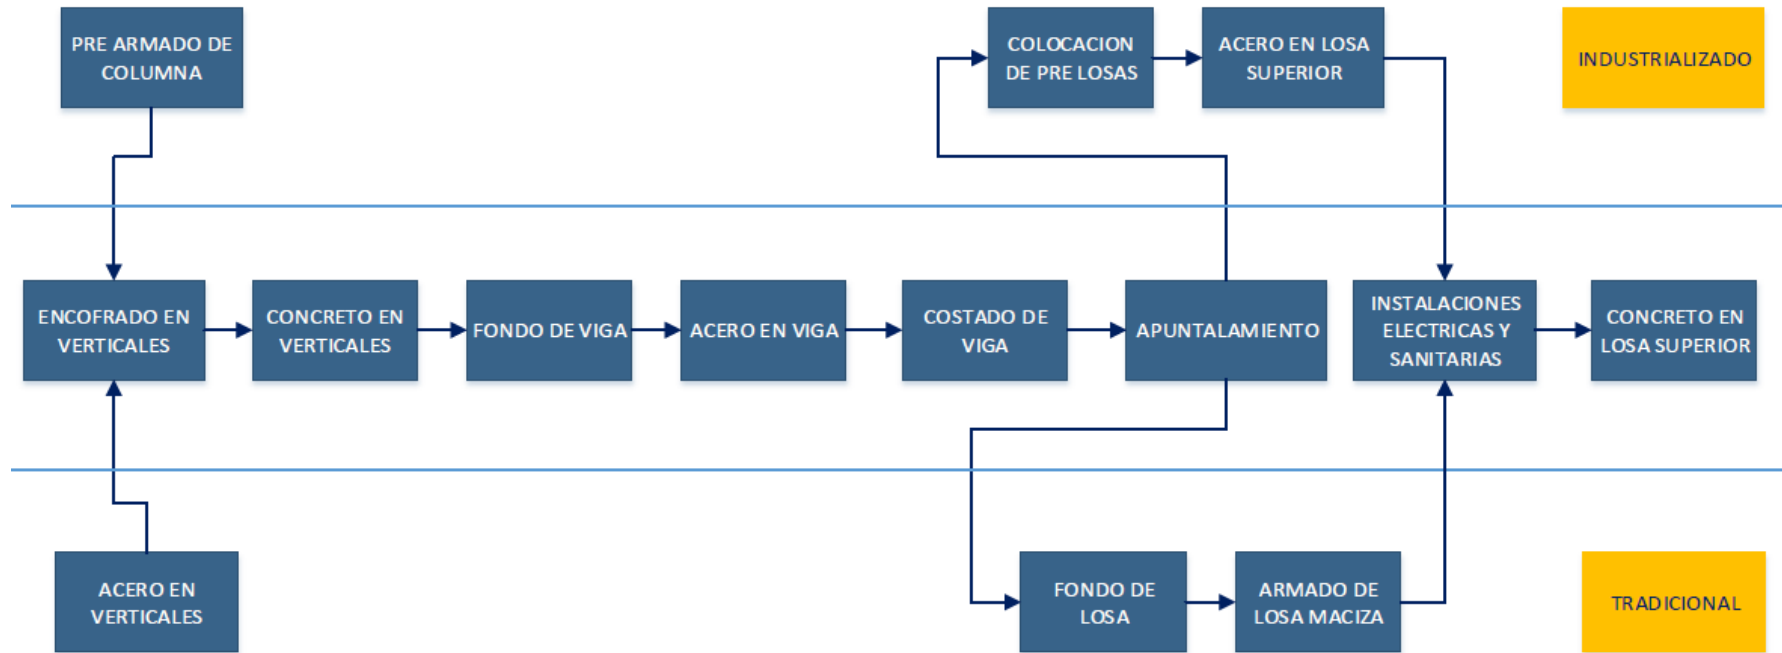 PRE ARMADO DE
COLUMNA
COLOCACION
DE PRE LOSAS
ACERO EN LOSA
SUPERIOR
INDUSTRIALIZADO
ENCOFRADO EN
VERTICALES
CONCRETO EN
VERTICALES
FONDO DE VIGA
ACERO EN VIGA
COSTADO DE
VIGA
APUNTALAMIENTO
INSTALACIONES
ELECTRICAS Y
SANITARIAS
CONCRETO EN
LOSA SUPERIOR
ACERO EN
VERTICALES
FONDO DE
LOSA
ARMADO DE
LOSA MACIZA
TRADICIONAL